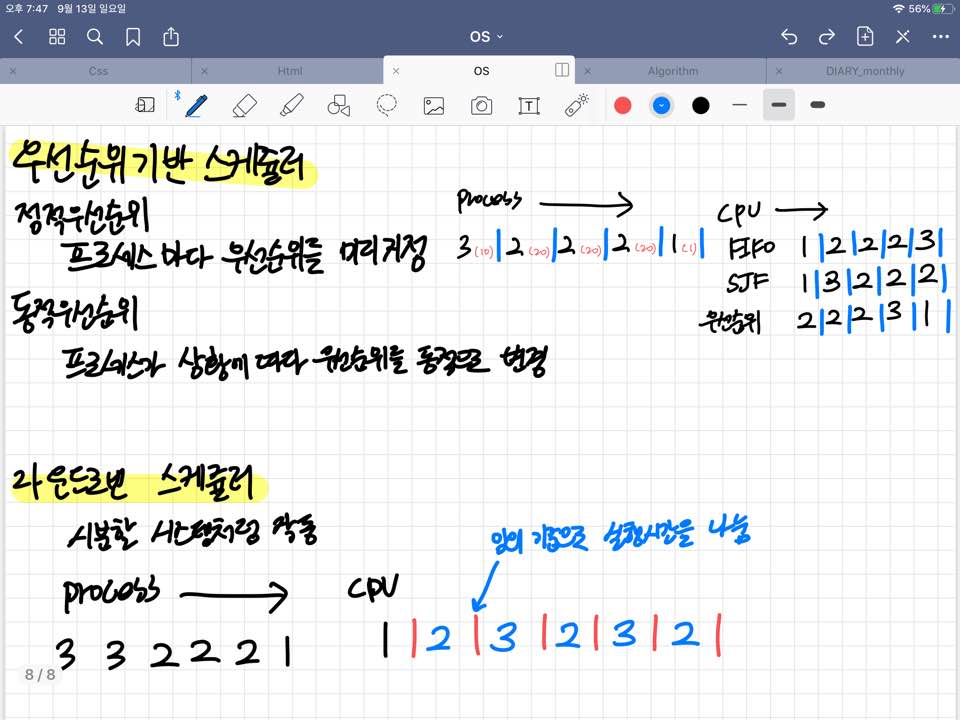 오후 7:47 9월 13일 일요일 56%
OS
Css Html OS Algorithm DIARY_monthly
우선순위기반 스케쥴러
정적우선순위
프로세스 마다 우선순위를 미리지정
동적우선순위
프로세스가 상황에 따라 우선순위를 동적으로 변경
process
3(10)|2(20)|2(20)|2(20)|1(1)|
CPU
FIFO 1|2|2|2|3|
SJF 1|3|2|2|2|
우선순위 2|2|2|3|1|
라운드로빈 스케쥴러
시분할 시스템처럼 작동
임의 기준으로 실행시간을 나눔
process
3 3 2 2 2 1
CPU
1|2|3|2|3|2|
8/8